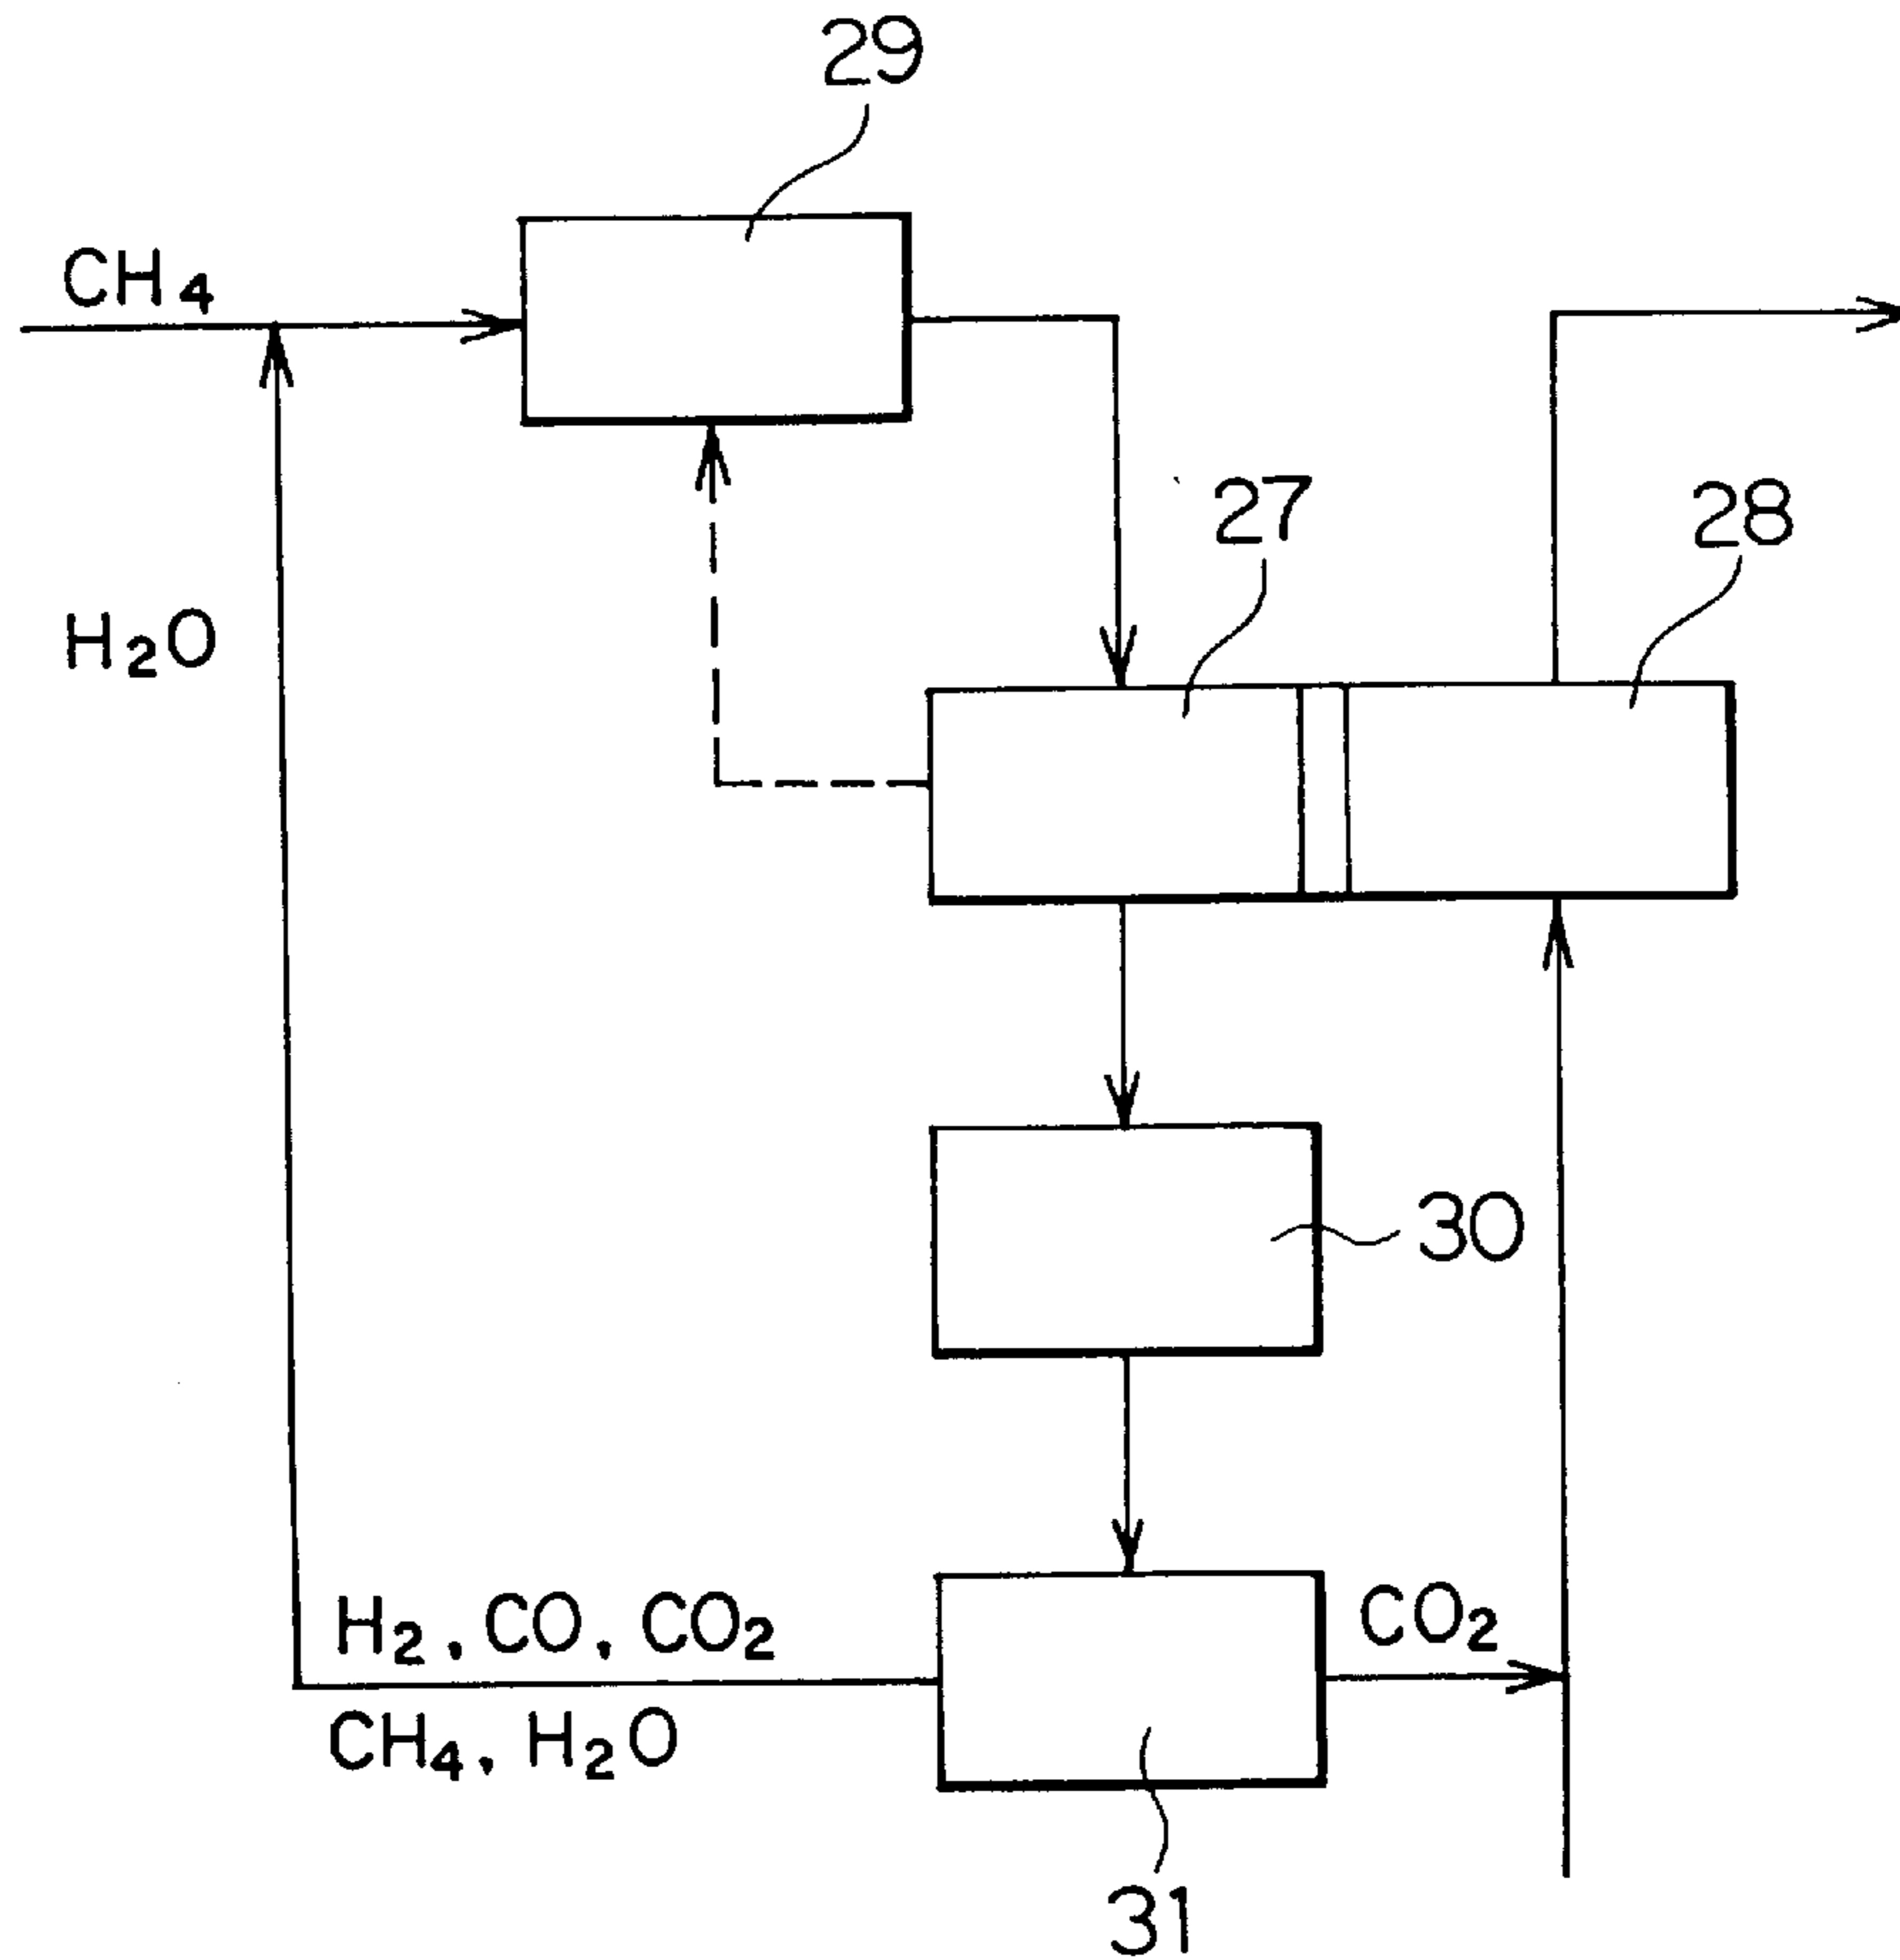 29
CH₄
27
28
H₂O
30
H₂, CO, CO₂
CO₂
CH₄, H₂O
31